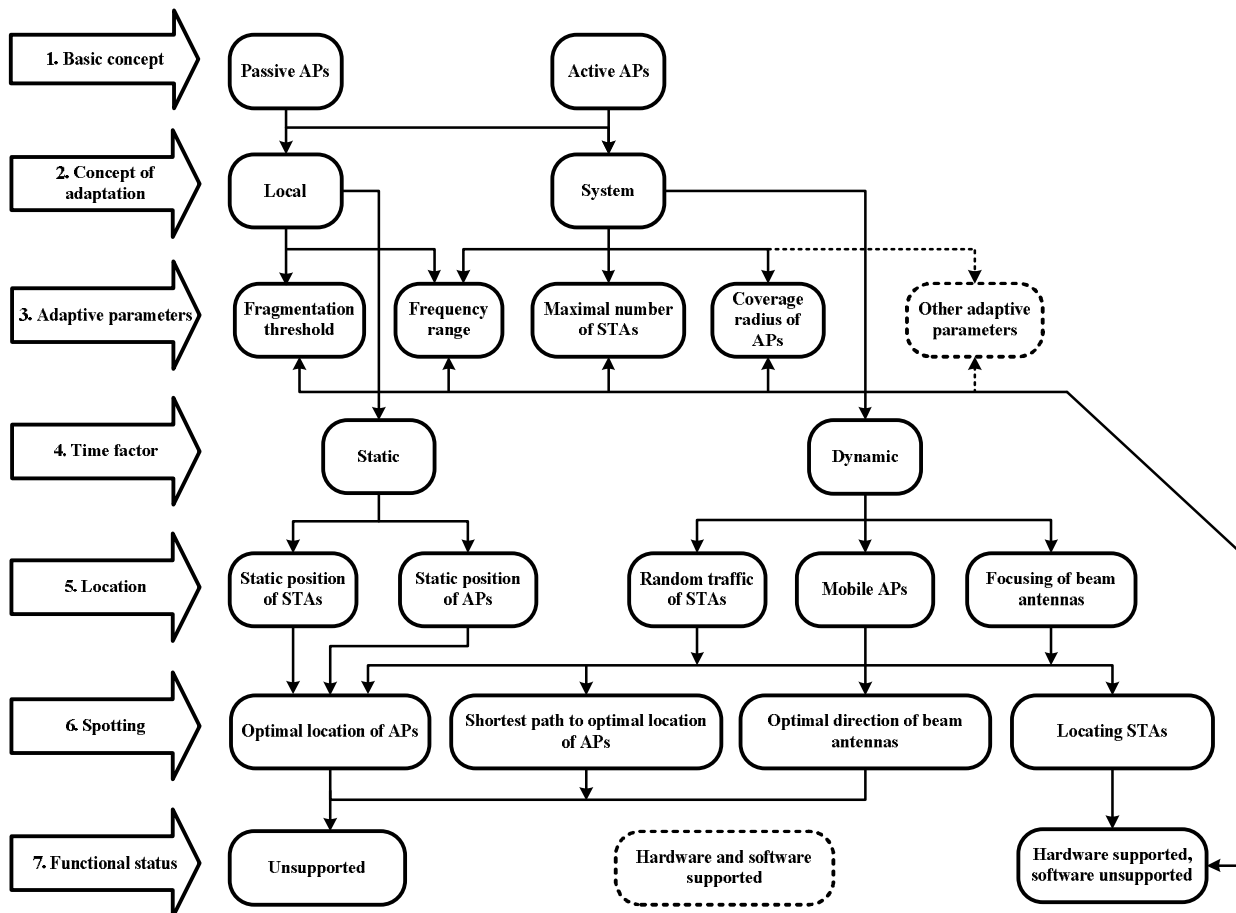 1. Basic concept
Passive APs
Active APs
2. Concept of
adaptation
Local
System
3. Adaptive parameters
Fragmentation
threshold
Frequency
range
Maximal number
of STAs
Coverage
radius of
APs
Other adaptive
parameters
4. Time factor
Static
Dynamic
5. Location
Static position
of STAs
Static position
of APs
Random traffic
of STAs
Mobile APs
Focusing of beam
antennas
6. Spotting
Optimal location of APs
Shortest path to optimal location
of APs
Optimal direction of beam
antennas
Locating STAs
7. Functional status
Unsupported
Hardware and software
supported
Hardware supported,
software unsupported